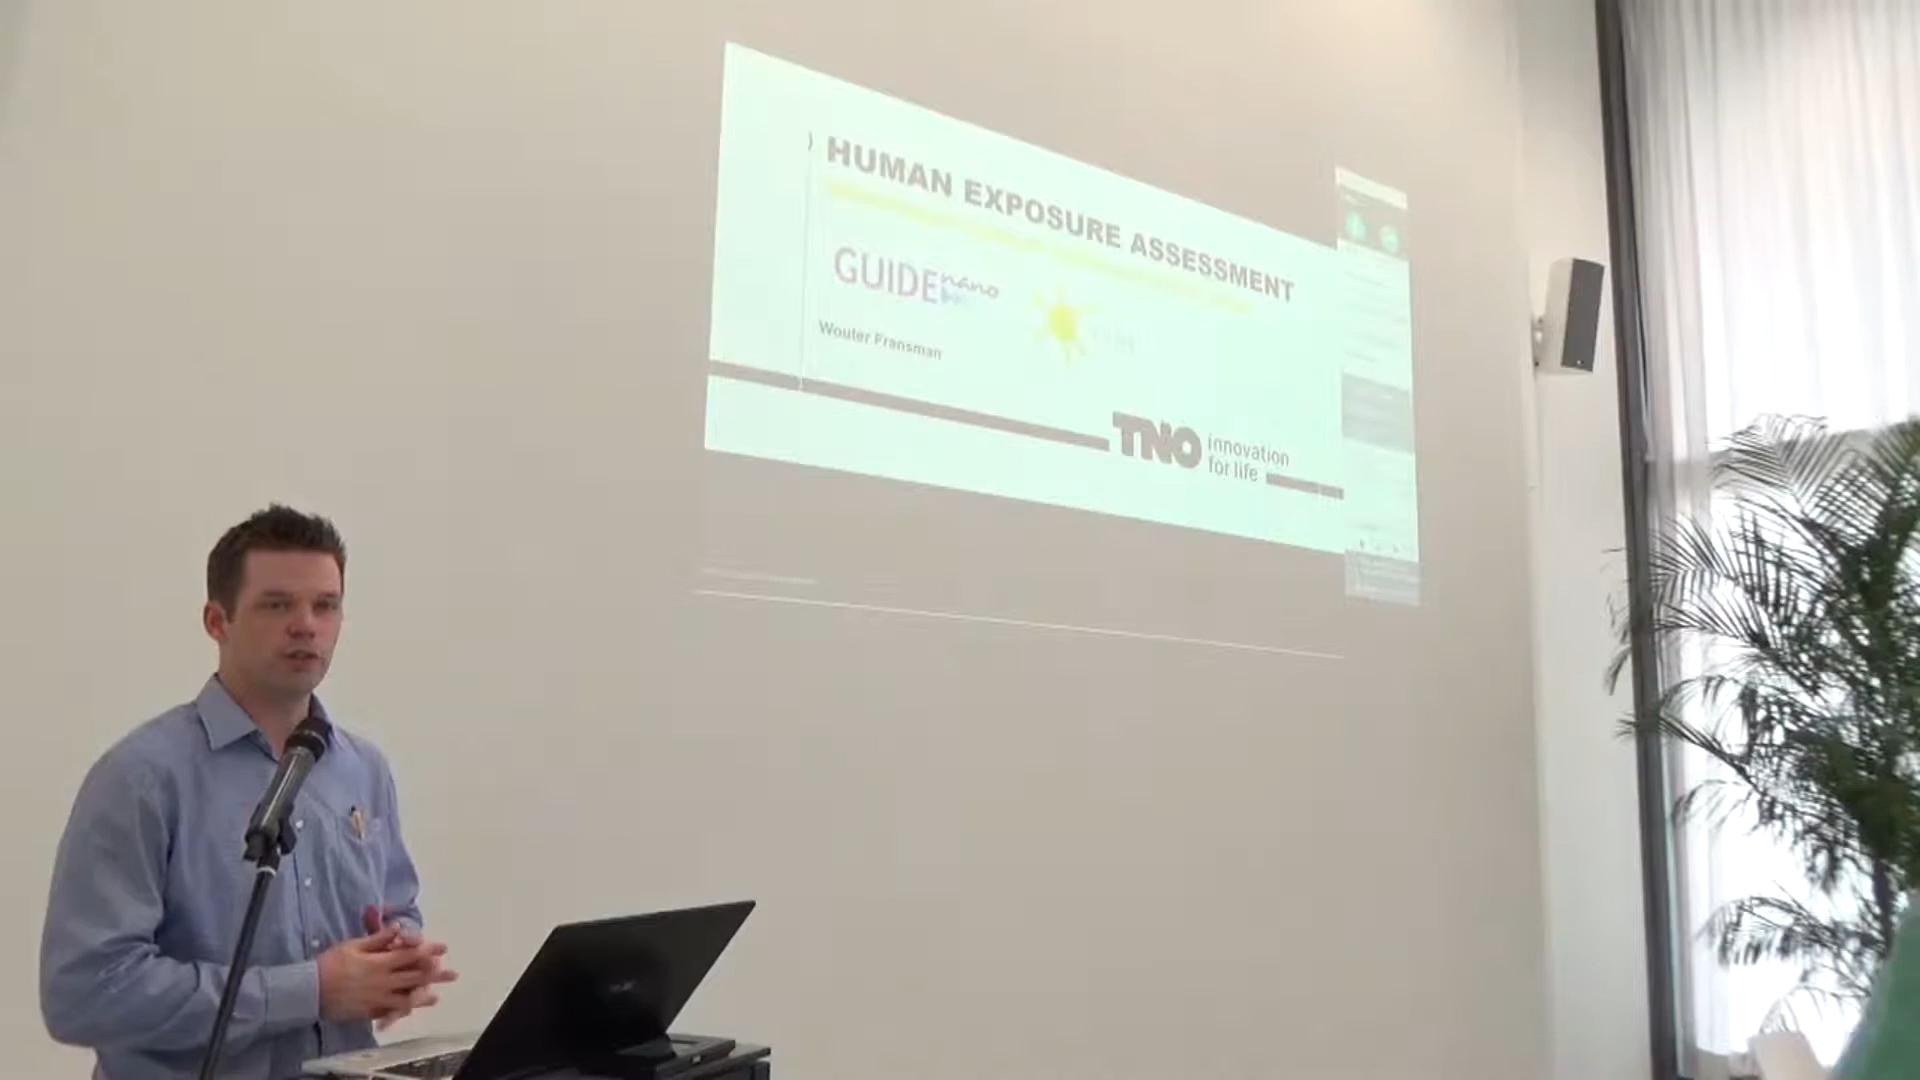 HUMAN EXPOSURE ASSESSMENT
GUIDEnano
Wouter Fransman
TNO innovation
for life